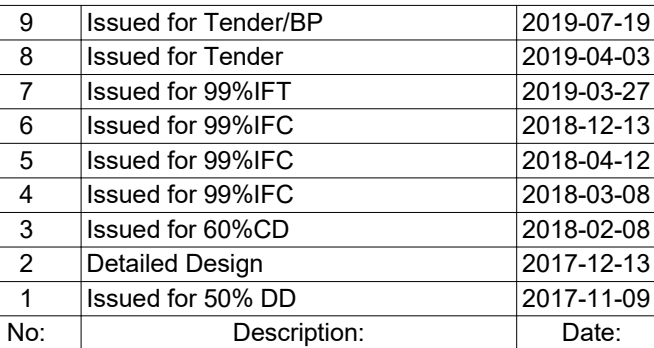 9 Issued for Tender/BP 2019-07-19
8 Issued for Tender 2019-04-03
7 Issued for 99%IFT 2019-03-27
6 Issued for 99%IFC 2018-12-13
5 Issued for 99%IFC 2018-04-12
4 Issued for 99%IFC 2018-03-08
3 Issued for 60%CD 2018-02-08
2 Detailed Design 2017-12-13
1 Issued for 50% DD 2017-11-09
No: Description: Date: